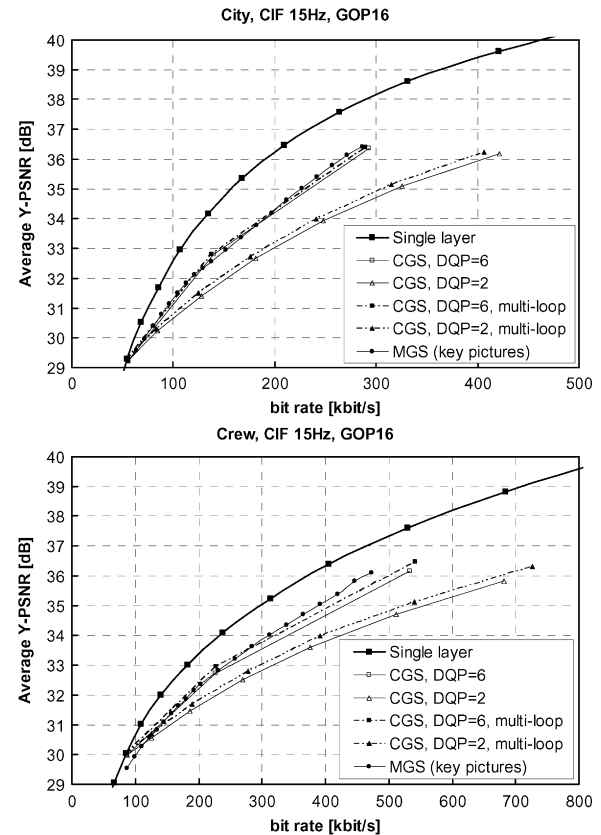 City, CIF 15Hz, GOP16
Average Y-PSNR [dB]
40
39
38
37
36
35
34
33
32
31
30
29
Single layer
CGS, DQP=6
CGS, DQP=2
CGS, DQP=6, multi-loop
CGS, DQP=2, multi-loop
MGS (key pictures)
0 100 200 300 400 500
bit rate [kbit/s]
Crew, CIF 15Hz, GOP16
Average Y-PSNR [dB]
40
39
38
37
36
35
34
33
32
31
30
29
Single layer
CGS, DQP=6
CGS, DQP=2
CGS, DQP=6, multi-loop
CGS, DQP=2, multi-loop
MGS (key pictures)
0 100 200 300 400 500 600 700 800
bit rate [kbit/s]